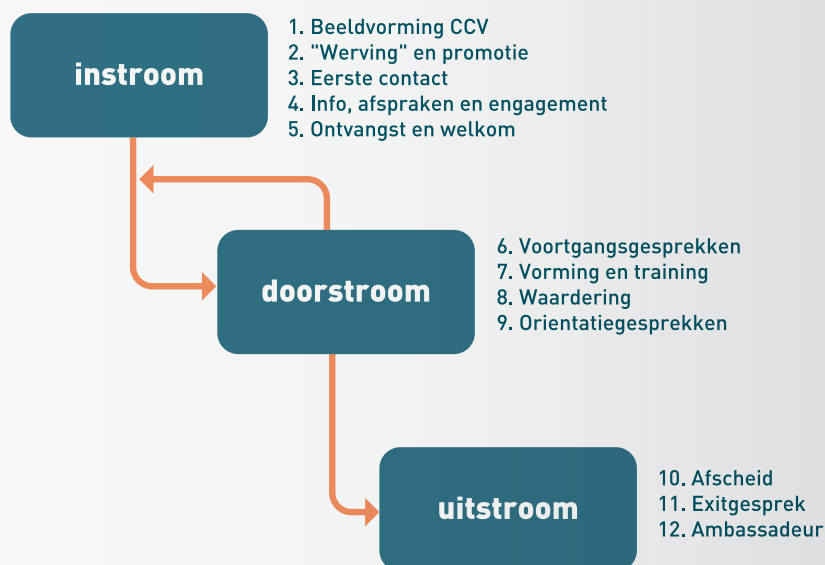 instroom
1. Beeldvorming CCV
2. "Werving" en promotie
3. Eerste contact
4. Info, afspraken en engagement
5. Ontvangst en welkom
doorstroom
6. Voortgangsgesprekken
7. Vorming en training
8. Waardering
9. Orientatiegesprekken
uitstroom
10. Afscheid
11. Exitgesprek
12. Ambassadeur